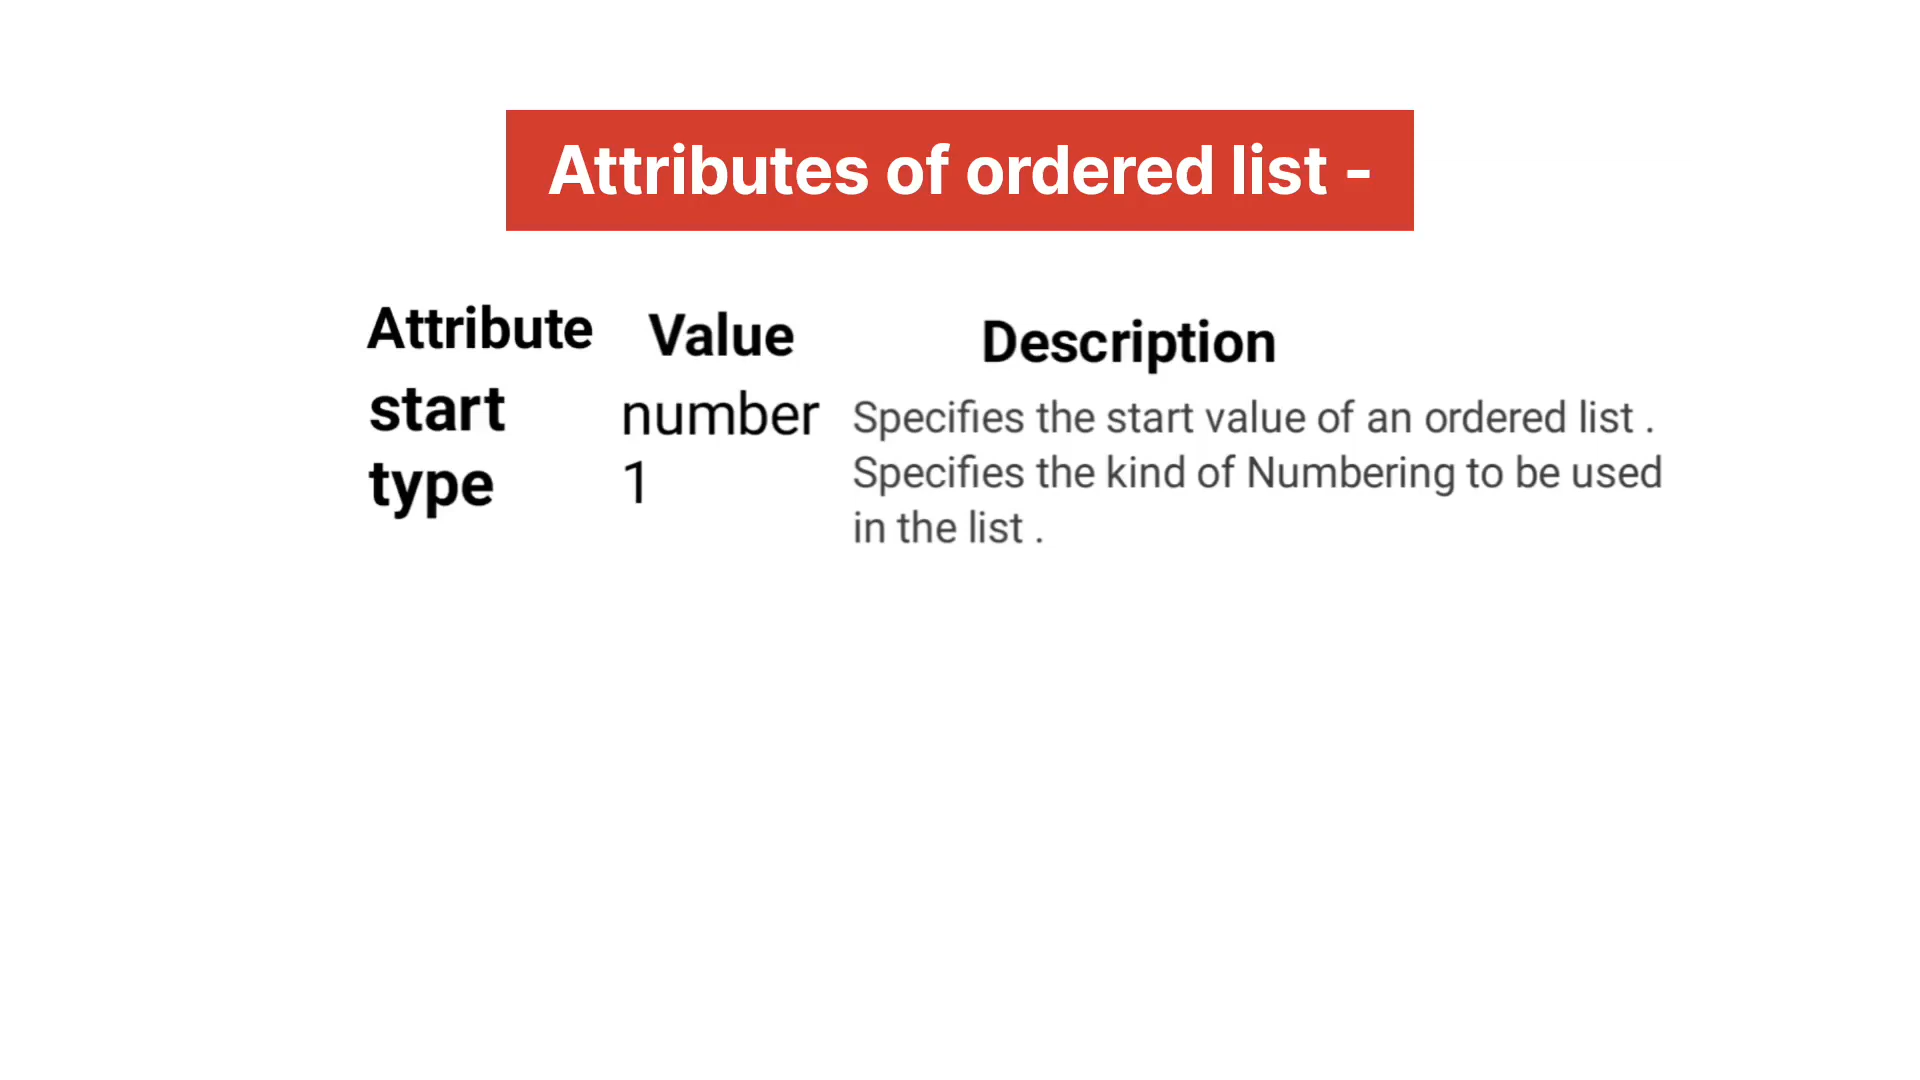 Attributes of ordered list -
Attribute Value Description
start number Specifies the start value of an ordered list .
type 1 Specifies the kind of Numbering to be used
in the list .